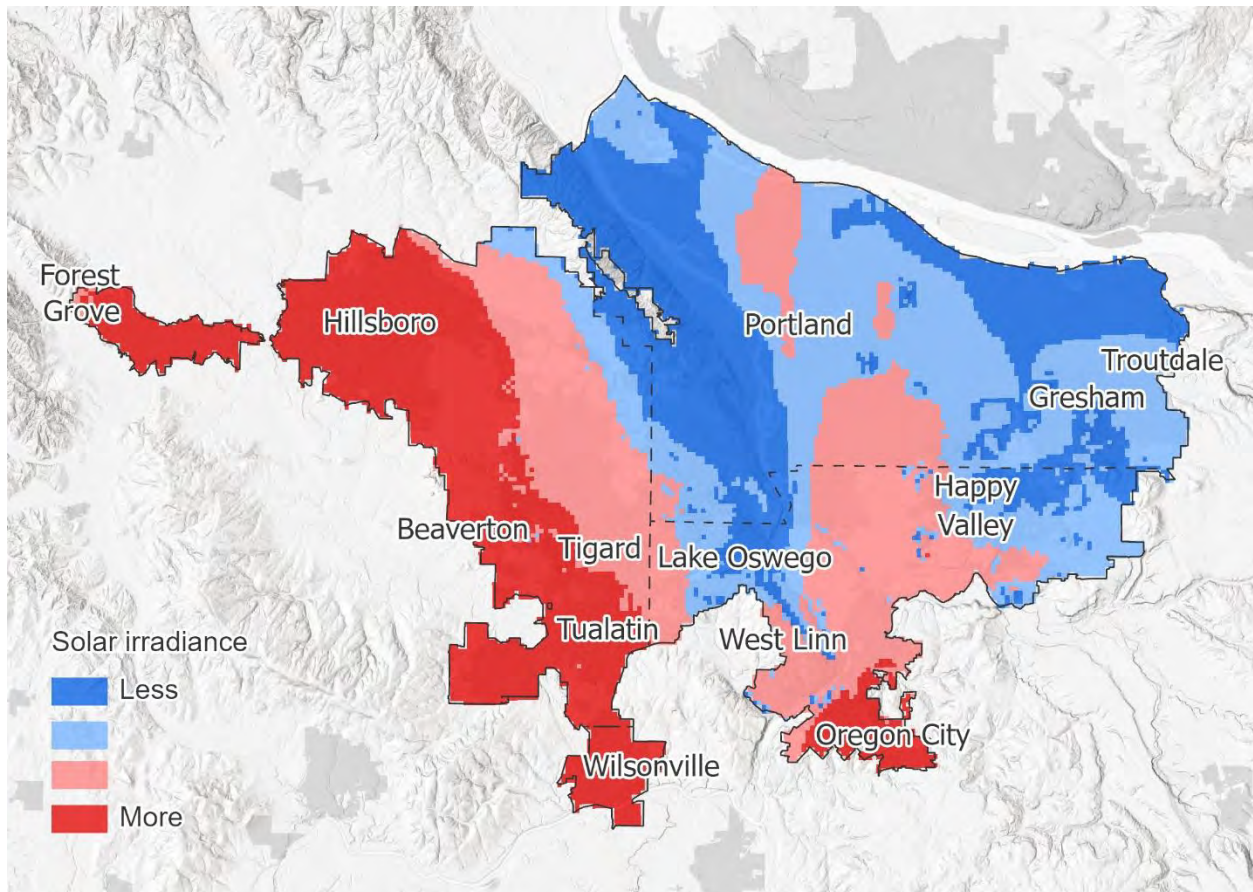 Forest
Grove
Hillsboro
Portland
Troutdale
Gresham
Happy
Valley
Beaverton
Tigard
Lake Oswego
Tualatin
West Linn
Oregon City
Wilsonville
Solar irradiance
Less
More